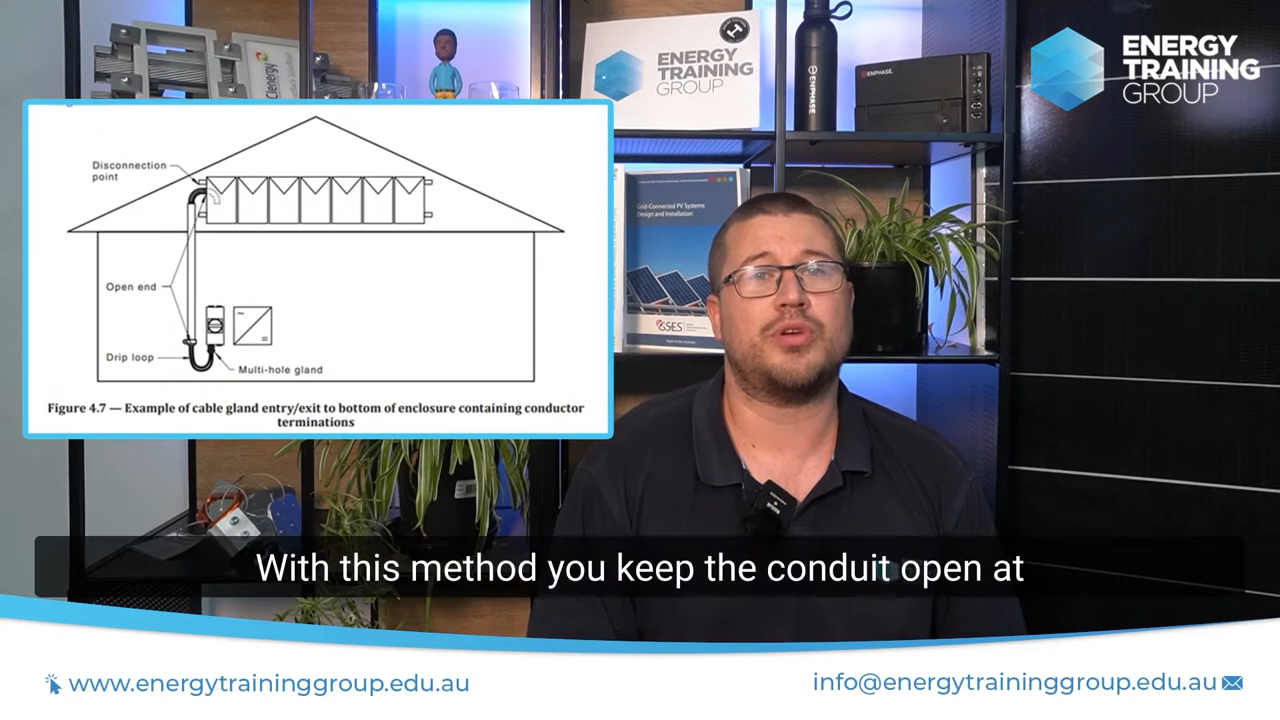 ENERGY
TRAINING
GROUP
ENERGY
TRAINING
GROUP
Clenergy
ENPHASE
ENPHASE.
Grid-Connected PV Systems
Design and Installation
GSES
Disconnection
point
Open end
Drip loop
Multi-hole gland
Figure 4.7 — Example of cable gland entry/exit to bottom of enclosure containing conductor
terminations
With this method you keep the conduit open at
www.energytraininggroup.edu.au
info@energytraininggroup.edu.au